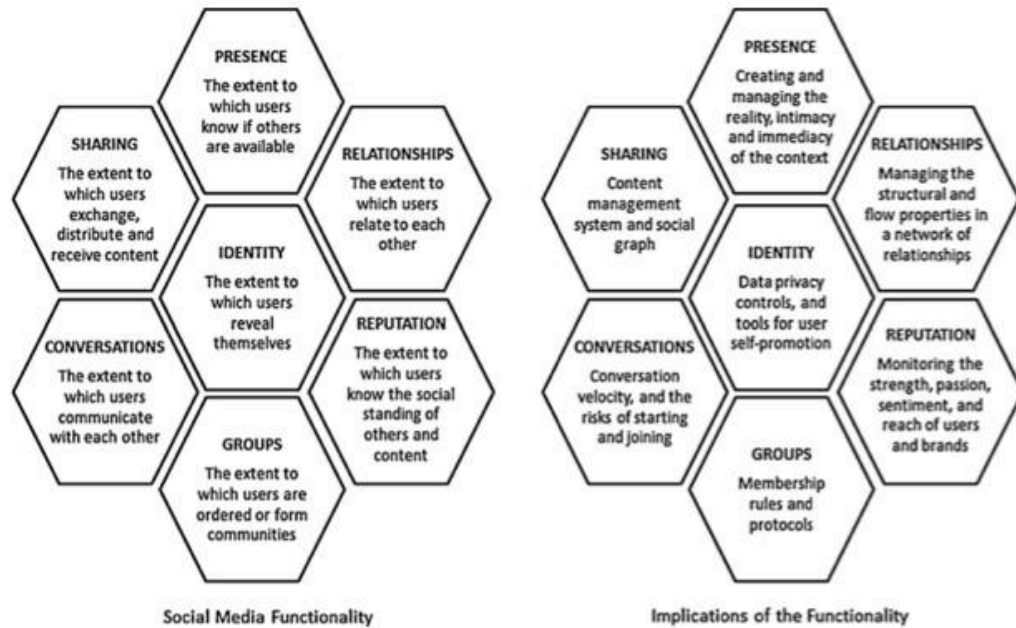 PRESENCE
The extent to
which users
know if others
are available
SHARING
The extent to
which users
exchange,
distribute and
receive content
RELATIONSHIPS
The extent to
which users
relate to each
other
IDENTITY
The extent to
which users
reveal
themselves
CONVERSATIONS
The extent to
which users
communicate
with each other
REPUTATION
The extent to
which users
know the social
standing of
others and
content
GROUPS
The extent to
which users are
ordered or form
communities
Social Media Functionality
PRESENCE
Creating and
managing the
reality, intimacy
and immediacy
of the context
SHARING
Content
management
system and social
graph
RELATIONSHIPS
Managing the
structural and
flow properties in
a network of
relationships
IDENTITY
Data privacy
controls, and
tools for user
self-promotion
CONVERSATIONS
Conversation
velocity, and the
risks of starting
and joining
REPUTATION
Monitoring the
strength, passion,
sentiment, and
reach of users
and brands
GROUPS
Membership
rules and
protocols
Implications of the Functionality